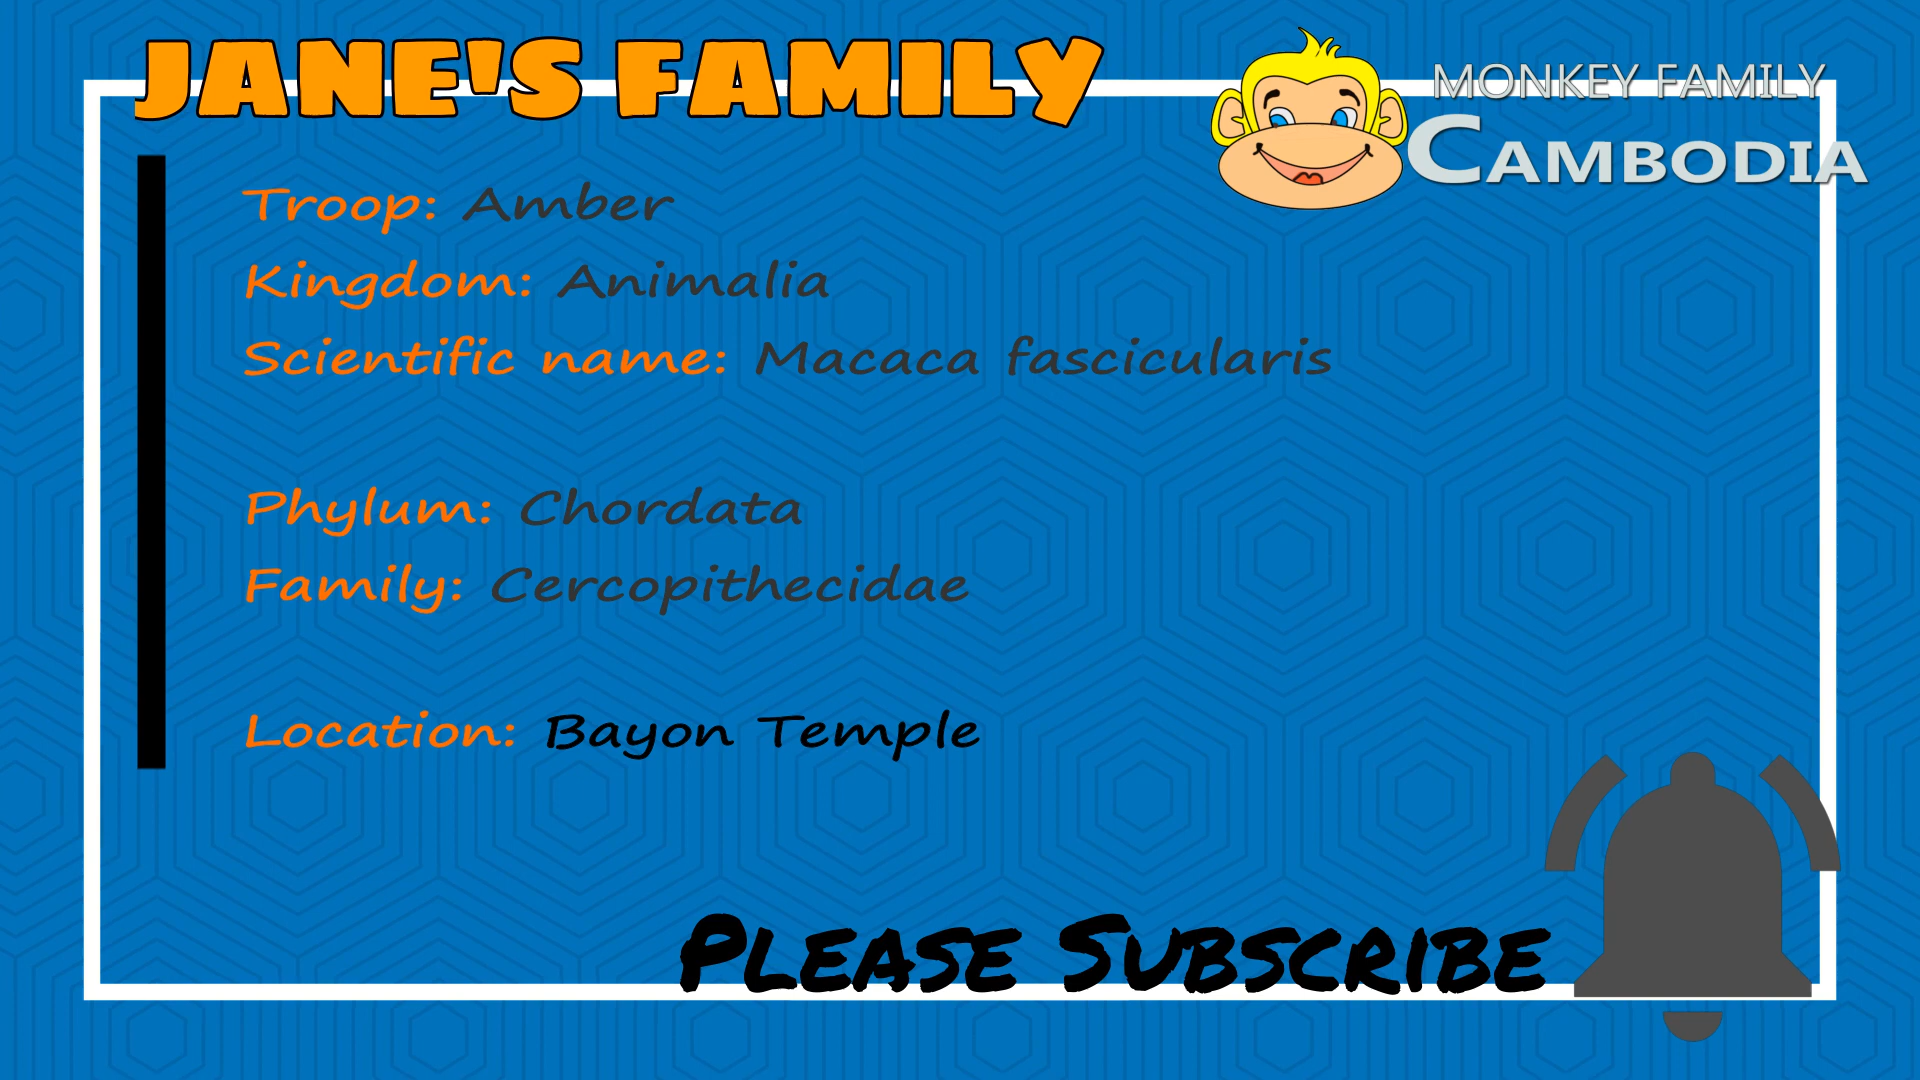 JANE'S FAMILY
MONKEY FAMILY
CAMBODIA
Troop: Amber
Kingdom: Animalia
Scientific name: Macaca fascicularis
Phylum: Chordata
Family: Cercopithecidae
Location: Bayon Temple
PLEASE SUBSCRIBE